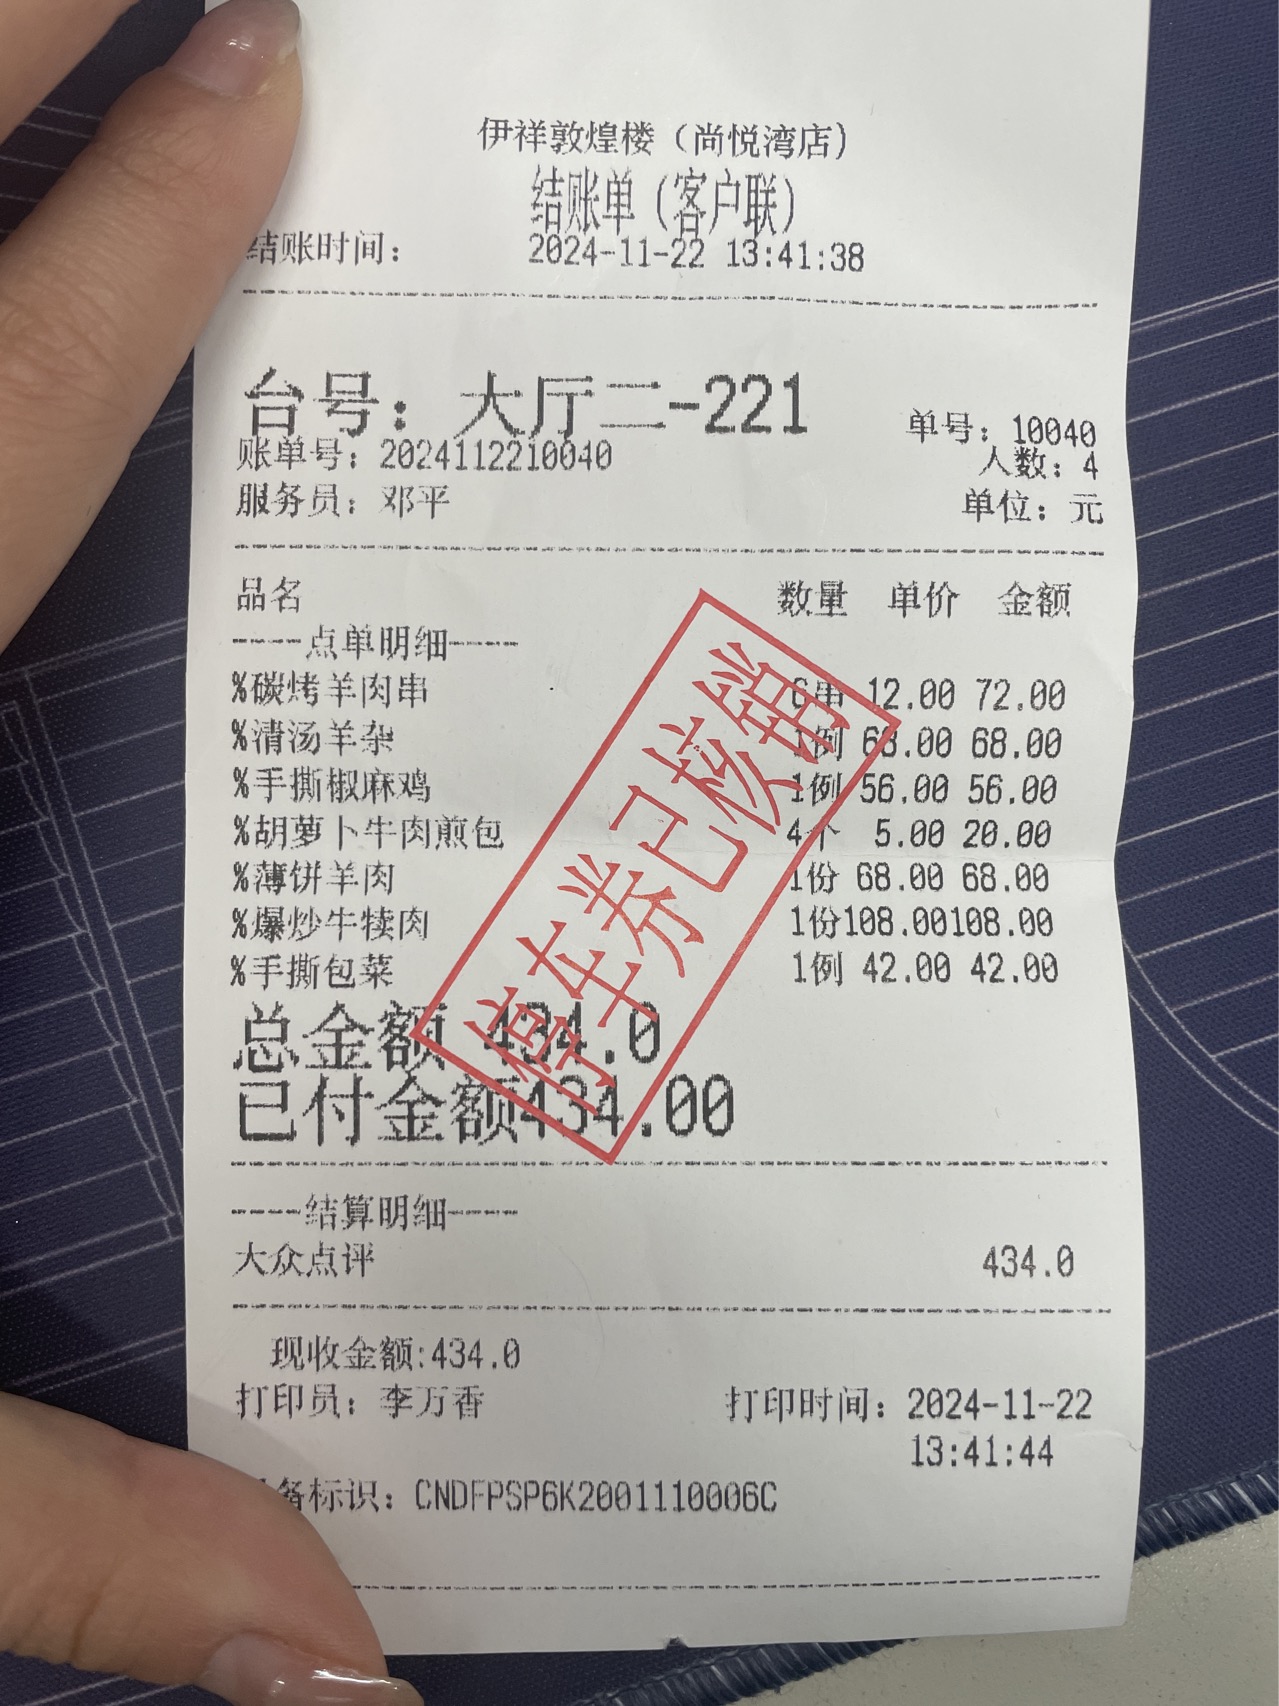 伊祥敦煌楼（尚悦湾店）
结账单（客户联）
结账时间： 2024-11-22 13:41:38
台号：大厅二-221
单号：10040
账单号：2024112210040 人数：4
服务员：邓平 单位：元
品名 数量 单价 金额
----点单明细----
%碳烤羊肉串 6串 12.00 72.00
%清汤羊杂 1例 68.00 68.00
%手撕椒麻鸡 1例 56.00 56.00
%胡萝卜牛肉煎包 4个 5.00 20.00
%薄饼羊肉 1份 68.00 68.00
%爆炒牛犊肉 1份108.00108.00
%手撕包菜 1例 42.00 42.00
总金额 434.0
已付金额434.00
停车券已核销
----结算明细----
大众点评 434.0
现收金额:434.0
打印员：李万香 打印时间：2024-11-22
13:41:44
备标识：CNDFPSP6K2001110006C